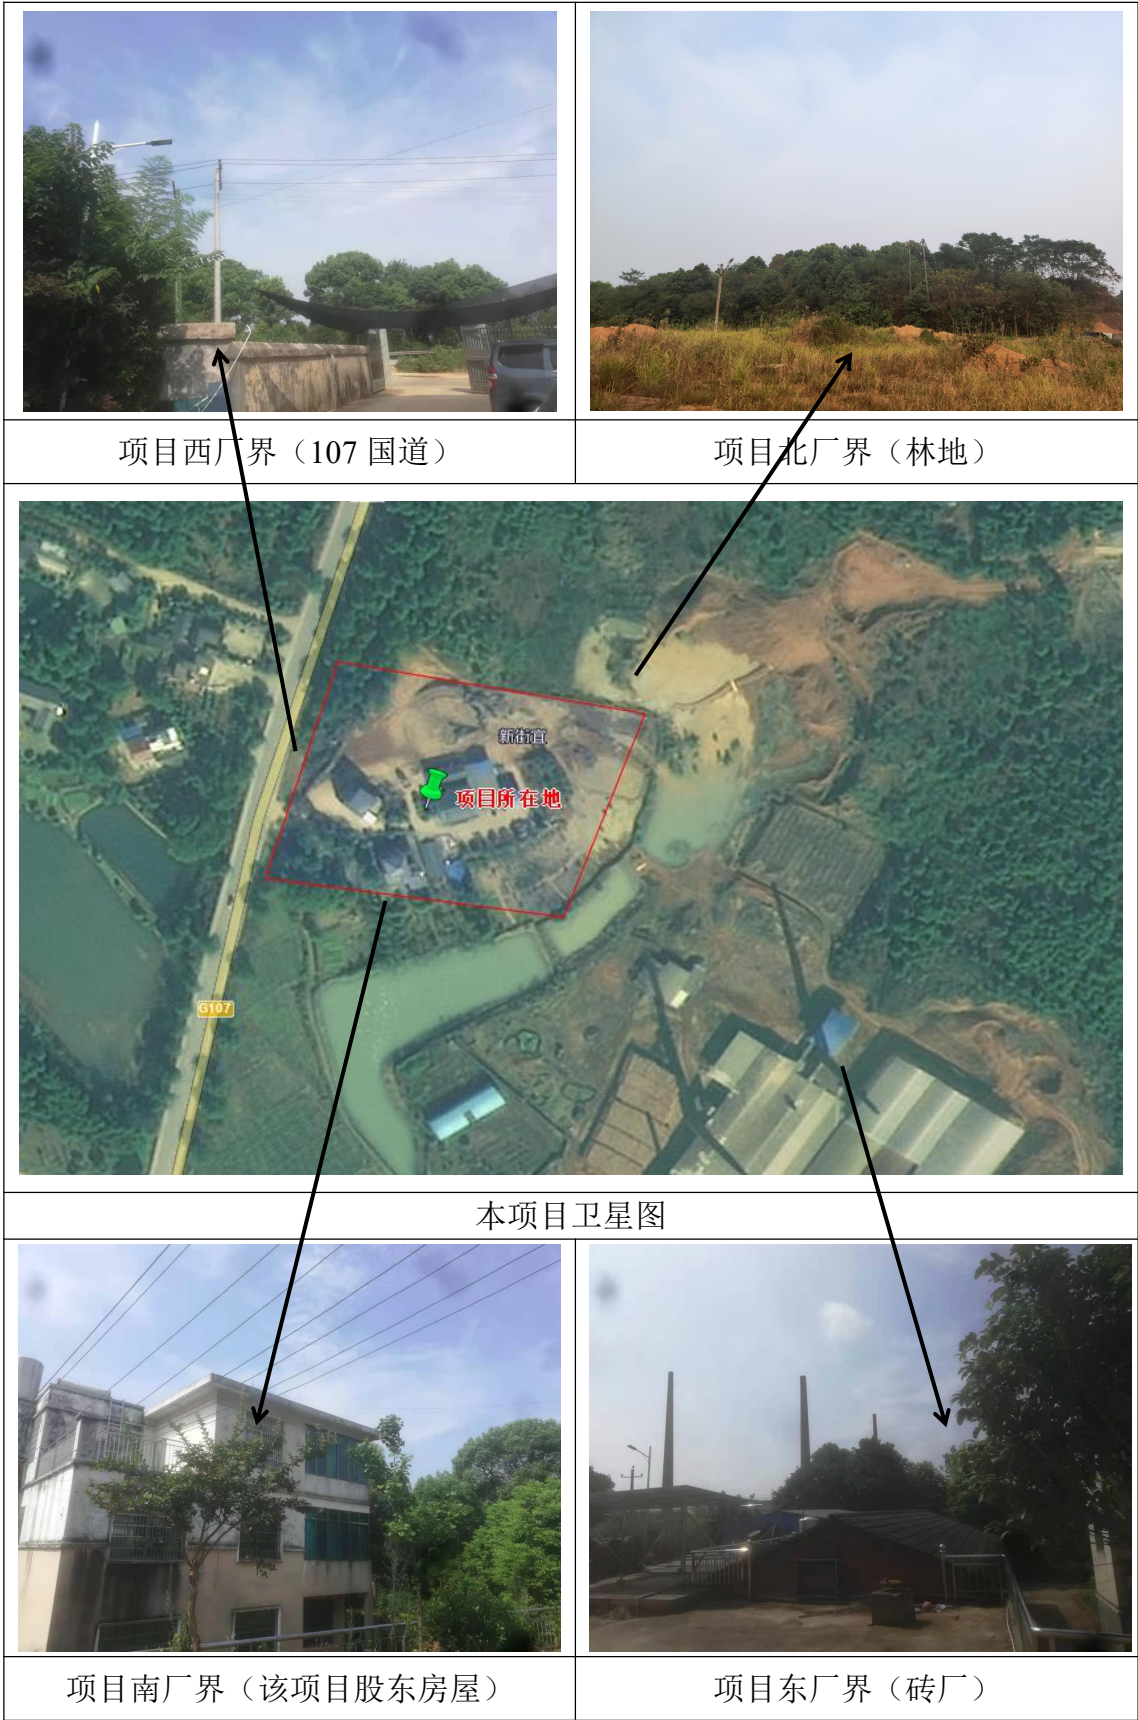 项目西厂界（107 国道）
项目北厂界（林地）
新街宜
项目所在地
G107
本项目卫星图
项目南厂界（该项目股东房屋）
项目东厂界（砖厂）